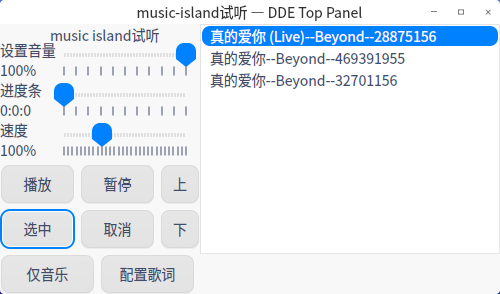 music-island试听 — DDE Top Panel
music island试听
设置音量
100%
进度条
0:0:0
速度
100%
播放 暂停 上
选中 取消 下
仅音乐 配置歌词
真的爱你 (Live)--Beyond--28875156
真的爱你--Beyond--469391955
真的爱你--Beyond--32701156